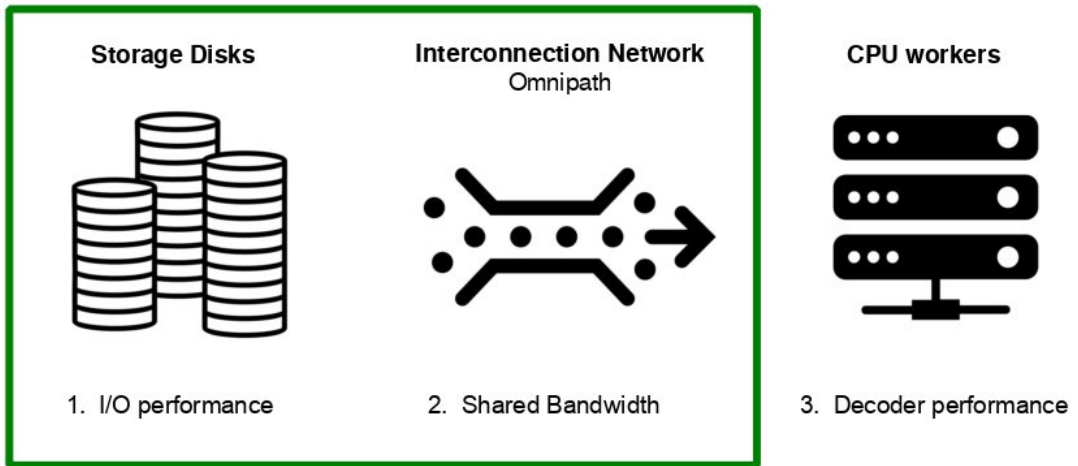 Storage Disks
Interconnection Network
Omnipath
CPU workers
1. I/O performance
2. Shared Bandwidth
3. Decoder performance